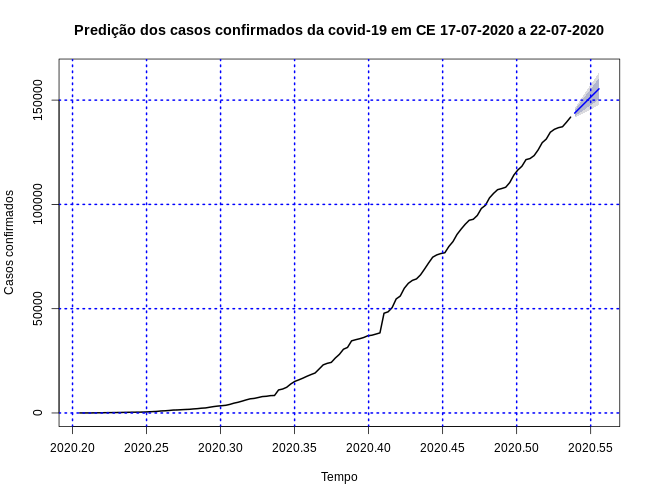 Predição dos casos confirmados da covid-19 em CE 17-07-2020 a 22-07-2020
Casos confirmados
150000
100000
50000
0
2020.20 2020.25 2020.30 2020.35 2020.40 2020.45 2020.50 2020.55
Tempo